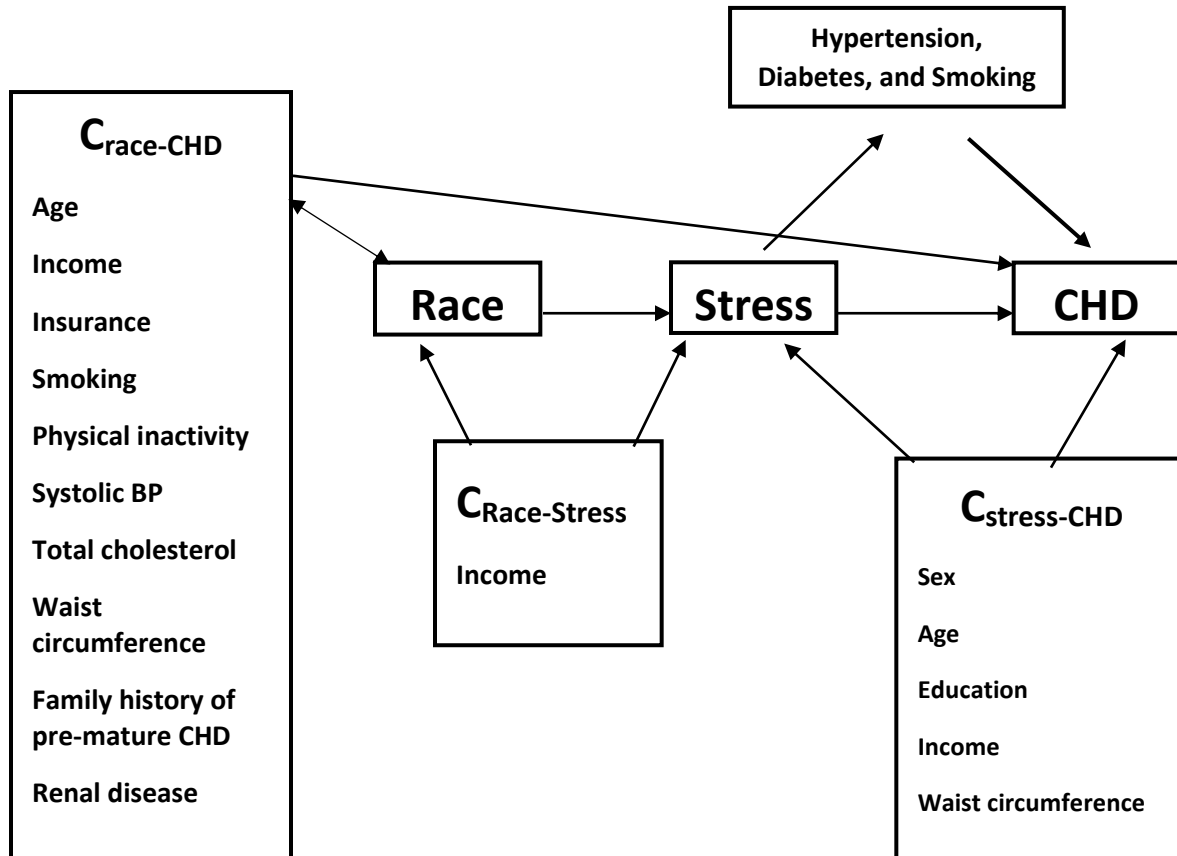 Hypertension,
Diabetes, and Smoking
Crace-CHD
Age
Income
Insurance
Smoking
Physical inactivity
Systolic BP
Total cholesterol
Waist
circumference
Family history of
pre-mature CHD
Renal disease
Race
Stress
CHD
CRace-Stress
Income
Cstress-CHD
Sex
Age
Education
Income
Waist circumference